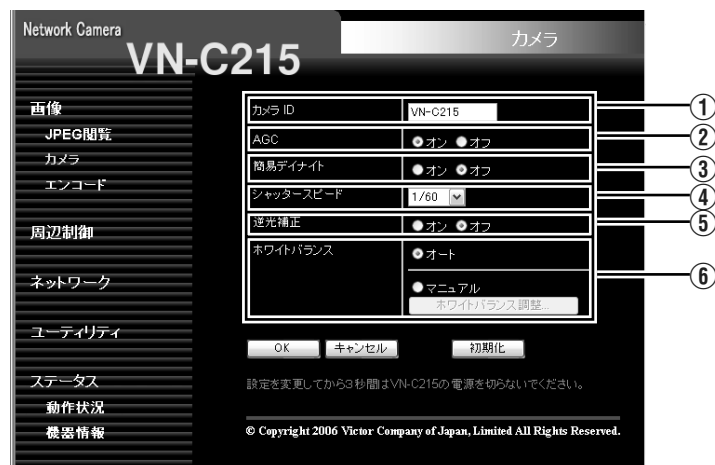 Network Camera
VN-C215
カメラ
画像
JPEG閲覧
カメラ
エンコード
周辺制御
ネットワーク
ユーティリティ
ステータス
動作状況
機器情報
カメラ ID
VN-C215
①
AGC
オン オフ
②
簡易デイナイト
オン オフ
③
シャッタースピード
1/60
④
逆光補正
オン オフ
⑤
ホワイトバランス
オート
マニュアル
ホワイトバランス調整...
⑥
OK キャンセル 初期化
設定を変更してから3秒間はVN-C215の電源を切らないでください。
© Copyright 2006 Victor Company of Japan, Limited All Rights Reserved.